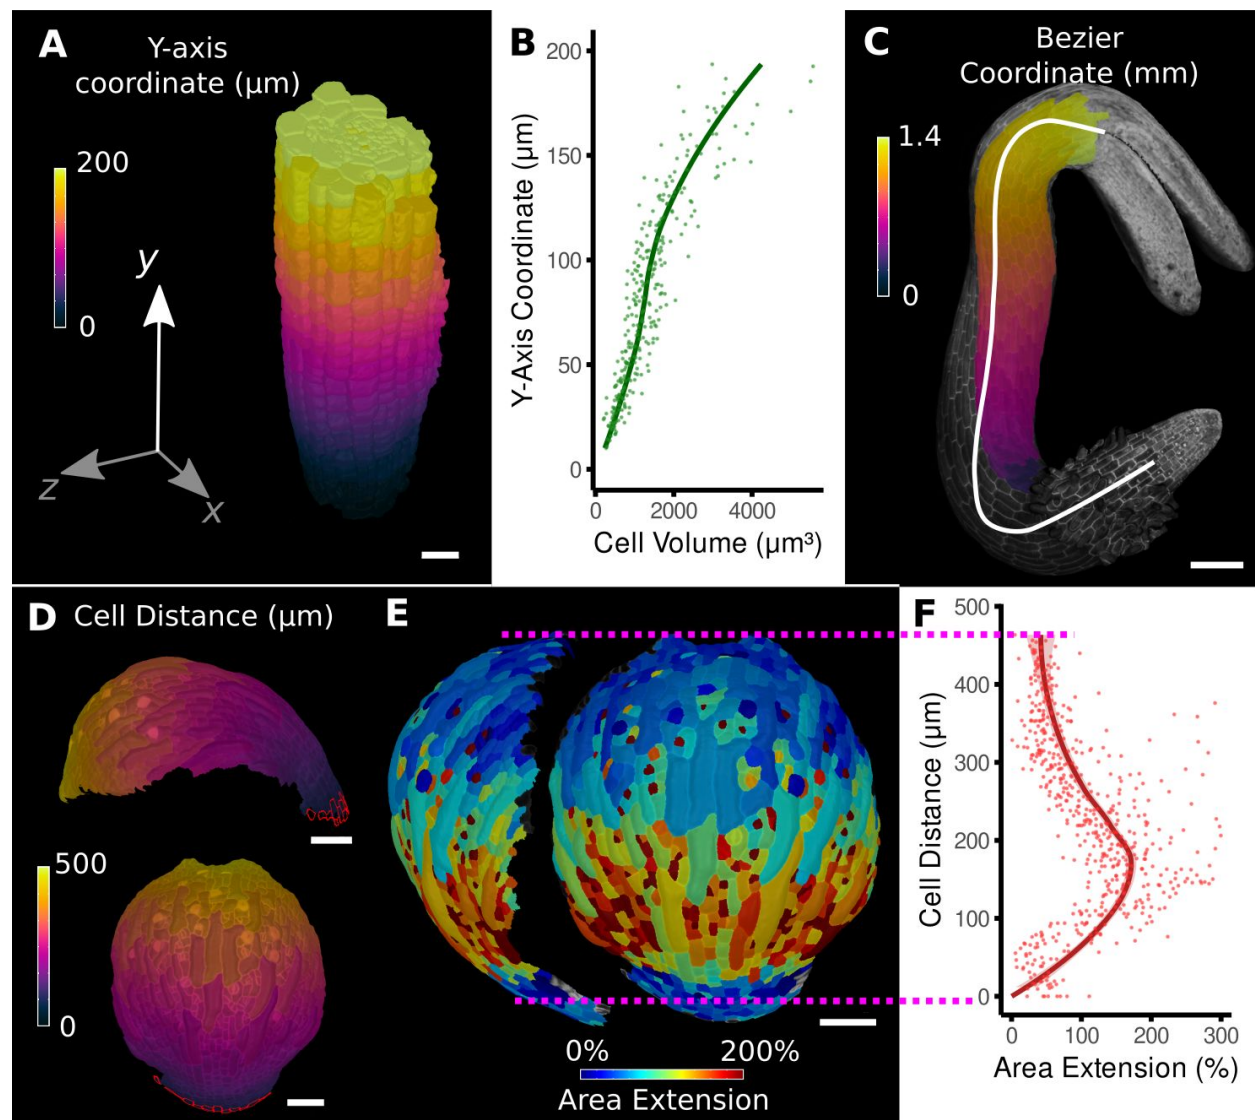 A
Y-axis
coordinate (μm)
200
0
y
z
x
B
Y-Axis Coordinate (μm)
200
150
100
50
0
0 2000 4000
Cell Volume (μm³)
C
Bezier
Coordinate (mm)
1.4
0
D Cell Distance (μm)
500
0
E
0% 200%
Area Extension
F
Cell Distance (μm)
500
400
300
200
100
0
0 100 200 300
Area Extension (%)